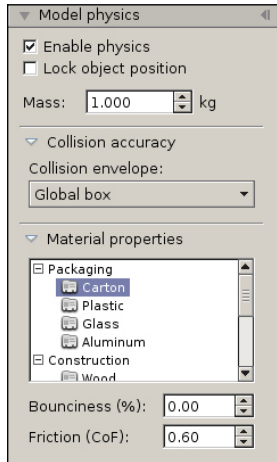 Model physics
Enable physics
Lock object position
Mass: 1.000 kg
Collision accuracy
Collision envelope:
Global box
Material properties
Packaging
Carton
Plastic
Glass
Aluminum
Construction
Wood
Bounciness (%): 0.00
Friction (CoF): 0.60